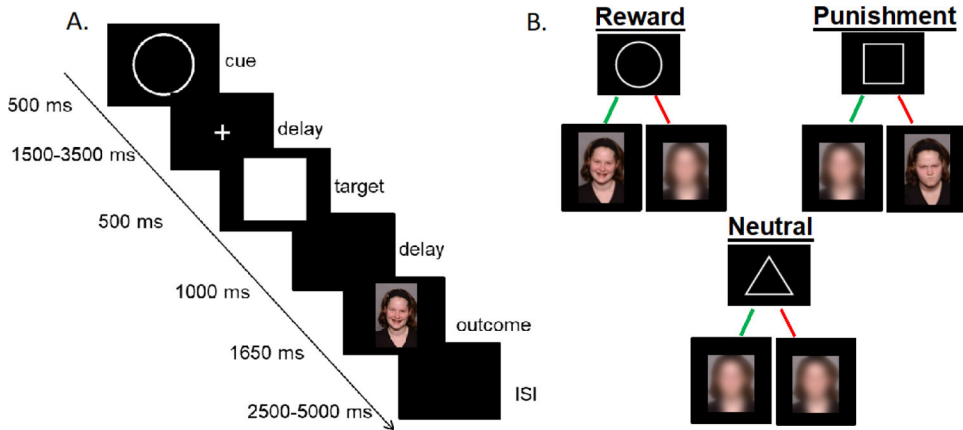 A.
cue
500 ms
delay
1500-3500 ms
target
500 ms
delay
1000 ms
outcome
1650 ms
ISI
2500-5000 ms
B.
Reward
Punishment
Neutral